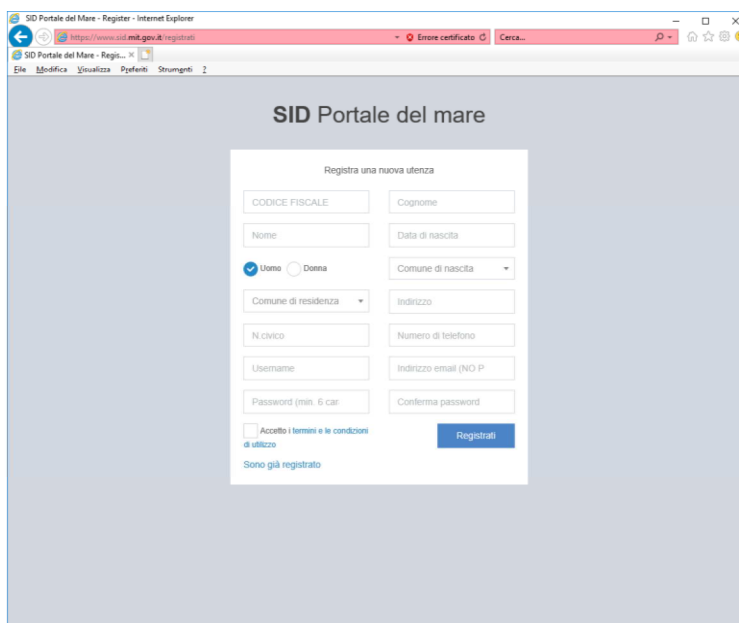 SID Portale del Mare - Register - Internet Explorer
https://www.sid.mit.gov.it/registrati
Errore certificato
Cerca...
SID Portale del Mare - Regis...
File Modifica Visualizza Preferiti Strumenti ?
SID Portale del mare
Registra una nuova utenza
CODICE FISCALE
Cognome
Nome
Data di nascita
Uomo Donna
Comune di nascita
Comune di residenza
Indirizzo
N.civico
Numero di telefono
Username
Indirizzo email (NO P
Password (min. 6 car
Conferma password
Accetto i termini e le condizioni
di utilizzo
Registrati
Sono già registrato